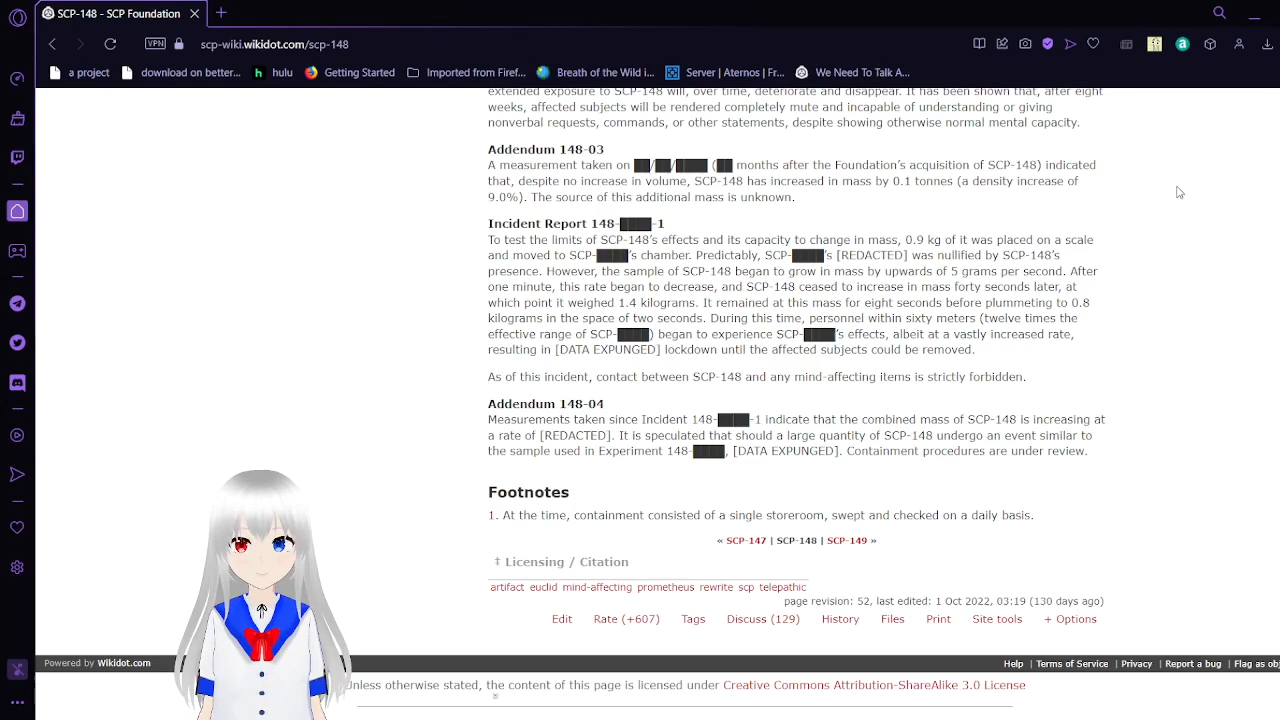 SCP-148 - SCP Foundation
VPN
scp-wiki.wikidot.com/scp-148
a project
download on better...
hulu
Getting Started
Imported from Firef...
Breath of the Wild i...
Server | Aternos | Fr...
We Need To Talk A...
extended exposure to SCP-148 will, over time, deteriorate and disappear. It has been shown that, after eight
weeks, affected subjects will be rendered completely mute and incapable of understanding or giving
nonverbal requests, commands, or other statements, despite showing otherwise normal mental capacity.
Addendum 148-03
A measurement taken on ██/██/████ (██ months after the Foundation's acquisition of SCP-148) indicated
that, despite no increase in volume, SCP-148 has increased in mass by 0.1 tonnes (a density increase of
9.0%). The source of this additional mass is unknown.
Incident Report 148-████-1
To test the limits of SCP-148's effects and its capacity to change in mass, 0.9 kg of it was placed on a scale
and moved to SCP-████'s chamber. Predictably, SCP-████'s [REDACTED] was nullified by SCP-148's
presence. However, the sample of SCP-148 began to grow in mass by upwards of 5 grams per second. After
one minute, this rate began to decrease, and SCP-148 ceased to increase in mass forty seconds later, at
which point it weighed 1.4 kilograms. It remained at this mass for eight seconds before plummeting to 0.8
kilograms in the space of two seconds. During this time, personnel within sixty meters (twelve times the
effective range of SCP-████) began to experience SCP-████'s effects, albeit at a vastly increased rate,
resulting in [DATA EXPUNGED] lockdown until the affected subjects could be removed.
As of this incident, contact between SCP-148 and any mind-affecting items is strictly forbidden.
Addendum 148-04
Measurements taken since Incident 148-████-1 indicate that the combined mass of SCP-148 is increasing at
a rate of [REDACTED]. It is speculated that should a large quantity of SCP-148 undergo an event similar to
the sample used in Experiment 148-████, [DATA EXPUNGED]. Containment procedures are under review.
Footnotes
1. At the time, containment consisted of a single storeroom, swept and checked on a daily basis.
« SCP-147 | SCP-148 | SCP-149 »
‡ Licensing / Citation
artifact euclid mind-affecting prometheus rewrite scp telepathic
page revision: 52, last edited: 1 Oct 2022, 03:19 (130 days ago)
Edit Rate (+607) Tags Discuss (129) History Files Print Site tools + Options
Powered by Wikidot.com
Help | Terms of Service | Privacy | Report a bug | Flag as obj
Unless otherwise stated, the content of this page is licensed under Creative Commons Attribution-ShareAlike 3.0 License